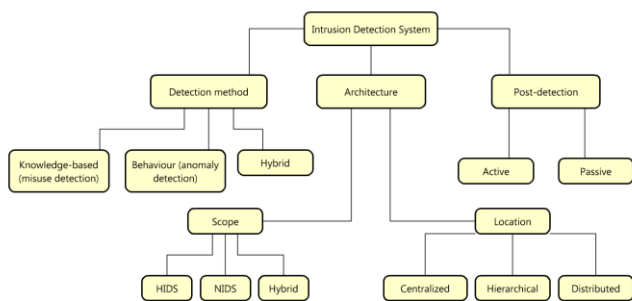 Intrusion Detection System
Detection method
Architecture
Post-detection
Knowledge-based
(misuse detection)
Behaviour (anomaly
detection)
Hybrid
Active
Passive
Scope
Location
HIDS
NIDS
Hybrid
Centralized
Hierarchical
Distributed